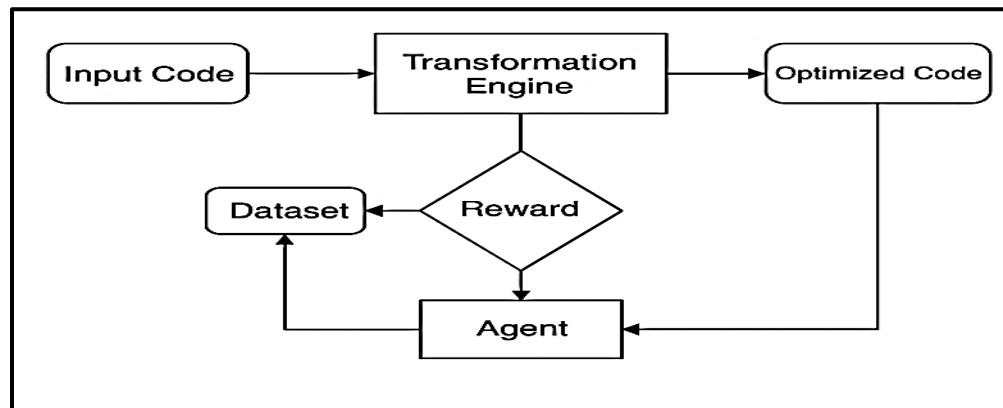 Input Code
Transformation
Engine
Optimized Code
Dataset
Reward
Agent